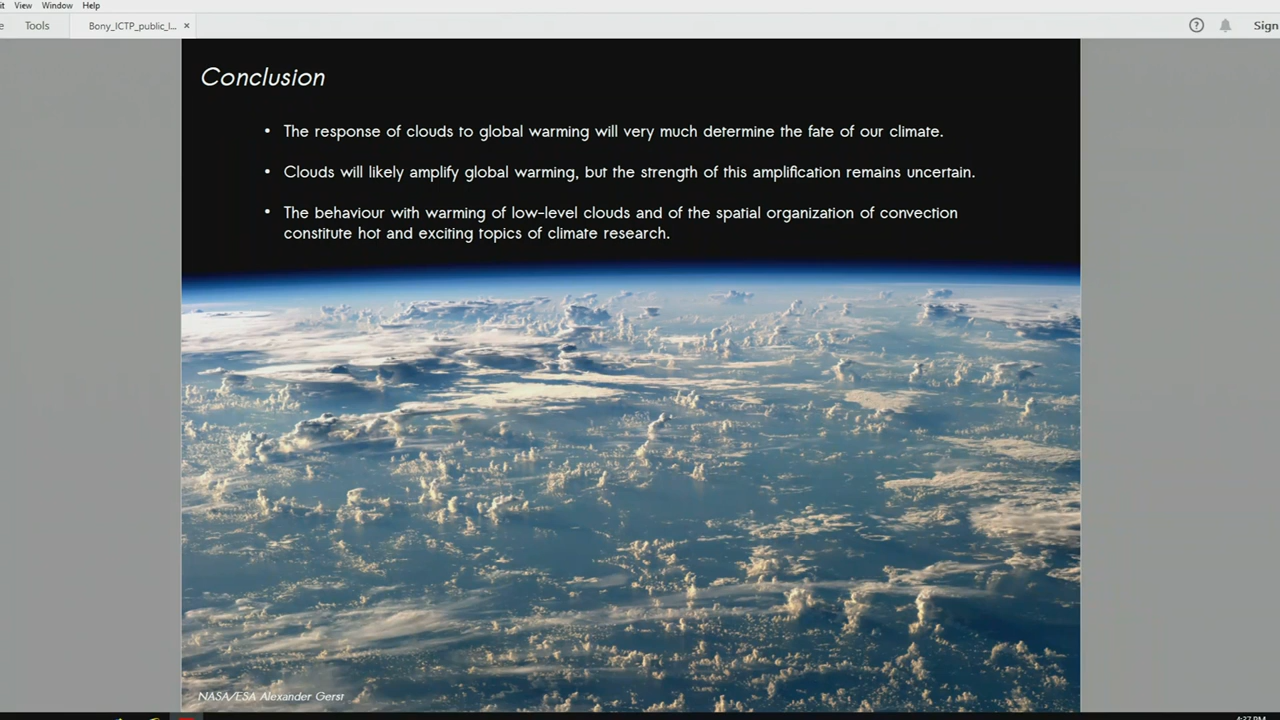 View Window Help
Tools
Bony_ICTP_public_l...
Sign
Conclusion
• The response of clouds to global warming will very much determine the fate of our climate.
• Clouds will likely amplify global warming, but the strength of this amplification remains uncertain.
• The behaviour with warming of low-level clouds and of the spatial organization of convection
constitute hot and exciting topics of climate research.
NASA/ESA Alexander Gerst
4:37 PM